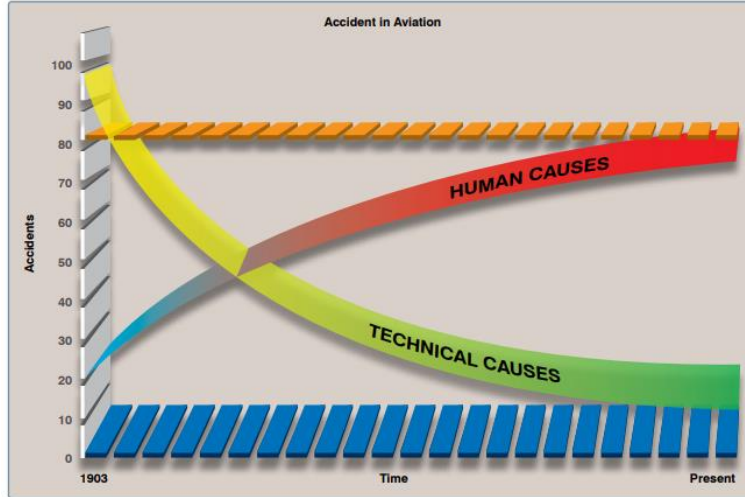 Accident in Aviation
100
90
80
70
60
50
40
30
20
10
0
Accidents
HUMAN CAUSES
TECHNICAL CAUSES
1903 Time Present